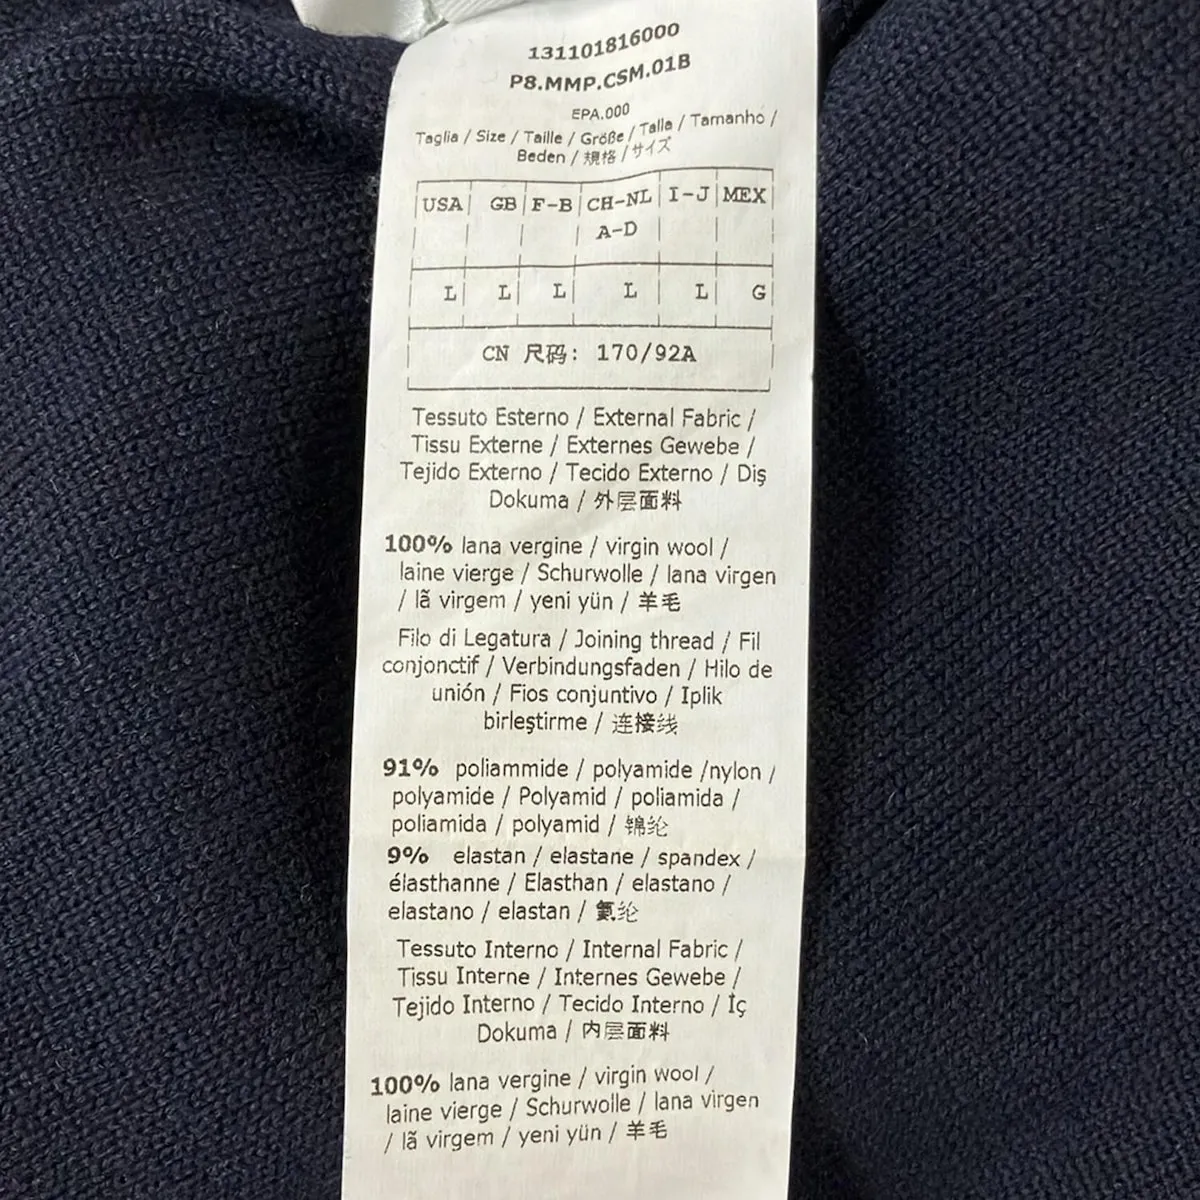 131101816000
P8.MMP.CSM.01B
EPA.000
Taglia / Size / Taille / Größe / Talla / Tamanho /
Beden / 規格 / サイズ
USA GB F-B CH-NL I-J MEX
A-D
L L L L L G
CN 尺码: 170/92A
Tessuto Esterno / External Fabric /
Tissu Externe / Externes Gewebe /
Tejido Externo / Tecido Externo / Diş
Dokuma / 外层面料
100% lana vergine / virgin wool /
laine vierge / Schurwolle / lana virgen
/ lã virgem / yeni yün / 羊毛
Filo di Legatura / Joining thread / Fil
conjonctif / Verbindungsfaden / Hilo de
unión / Fios conjuntivo / Iplik
birleştirme / 连接线
91% poliammide / polyamide /nylon /
polyamide / Polyamid / poliamida /
poliamida / polyamid / 锦纶
9% elastan / elastane / spandex /
élasthanne / Elasthan / elastano /
elastano / elastan / 氨纶
Tessuto Interno / Internal Fabric /
Tissu Interne / Internes Gewebe /
Tejido Interno / Tecido Interno / İç
Dokuma / 内层面料
100% lana vergine / virgin wool /
laine vierge / Schurwolle / lana virgen
/ lã virgem / yeni yün / 羊毛